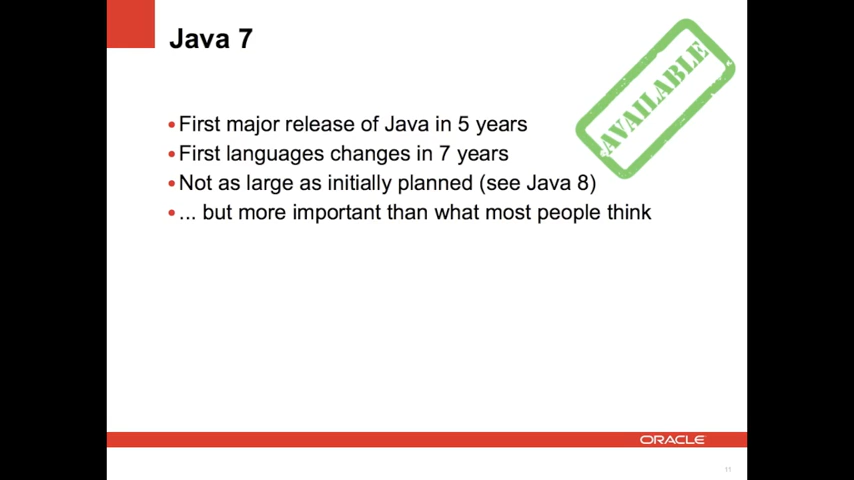 Java 7
AVAILABLE
•First major release of Java in 5 years
•First languages changes in 7 years
•Not as large as initially planned (see Java 8)
•... but more important than what most people think
ORACLE
11